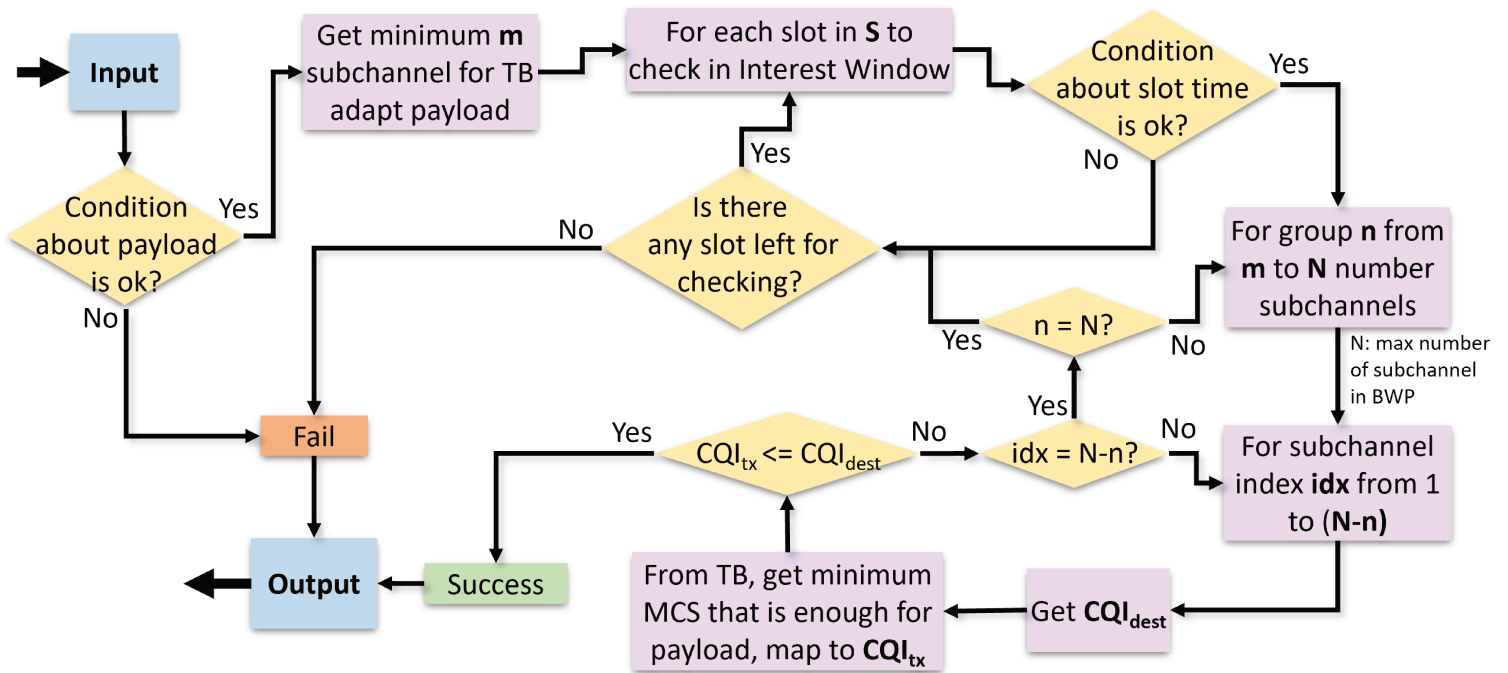 Input
Get minimum m
subchannel for TB
adapt payload
For each slot in S to
check in Interest Window
Condition
about slot time
is ok?
Yes
No
Condition
about payload
is ok?
Yes
No
Is there
any slot left for
checking?
Yes
No
For group n from
m to N number
subchannels
n = N?
Yes
No
N: max number
of subchannel
in BWP
Fail
CQItx <= CQIdest
Yes
No
idx = N-n?
Yes
No
For subchannel
index idx from 1
to (N-n)
Output
Success
From TB, get minimum
MCS that is enough for
payload, map to CQItx
Get CQIdest